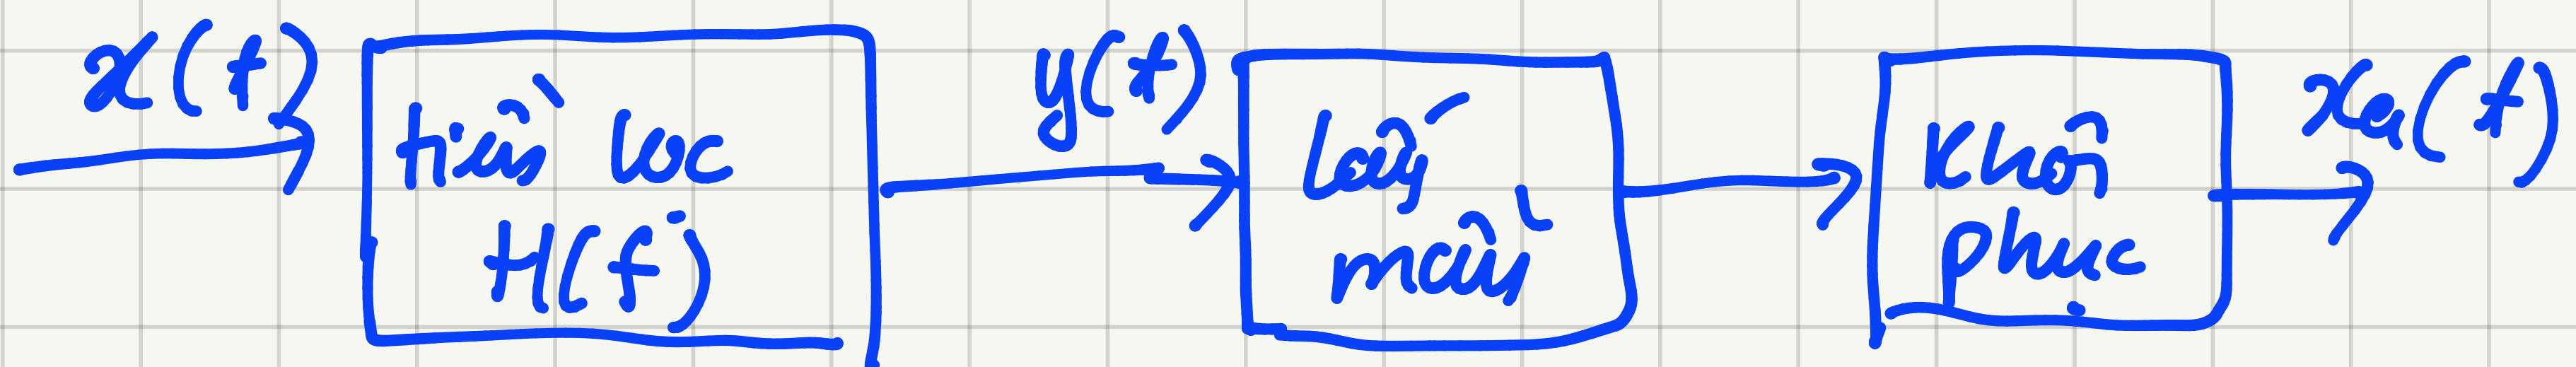 x(t)
tiền lọc
H(f)
y(t)
lấy
mẫu
Khôi
phục
xa(t)